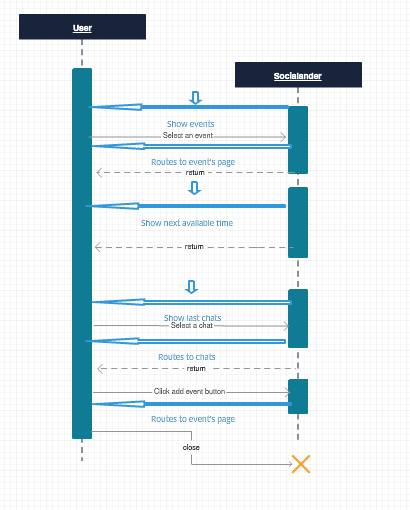 User
Socialander
Show events
Select an event
Routes to event's page
return
Show next available time
return
Show last chats
Select a chat
Routes to chats
return
Click add event button
Routes to event's page
close